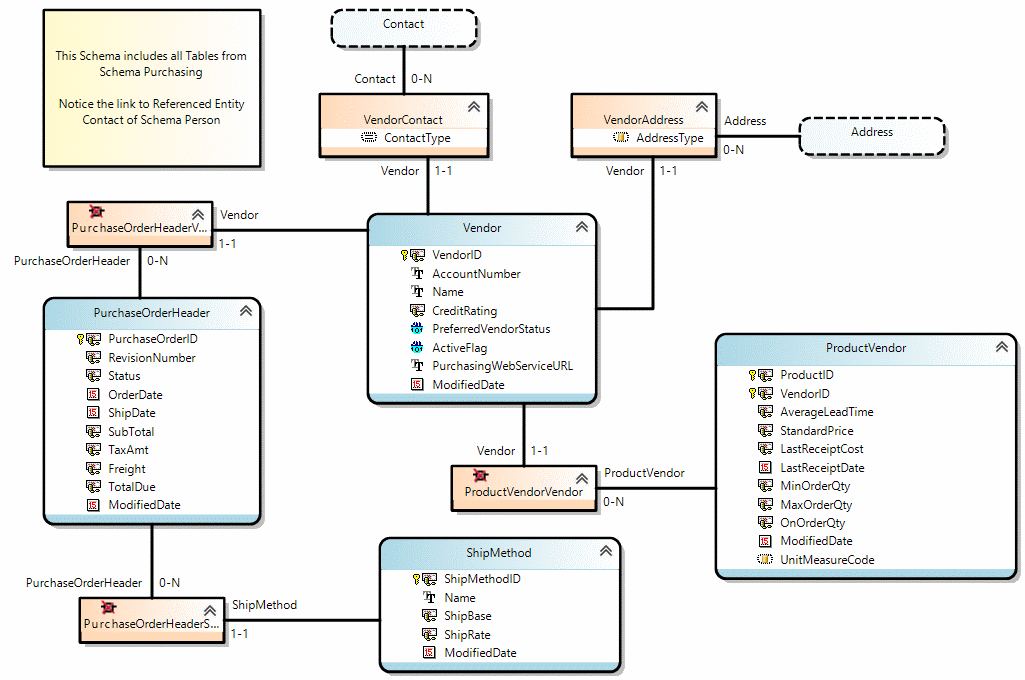 This Schema includes all Tables from
Schema Purchasing
Notice the link to Referenced Entity
Contact of Schema Person
Contact
Contact 0-N
VendorContact
ContactType
Vendor 1-1
VendorAddress
AddressType
Address
0-N
Address
Vendor 1-1
PurchaseOrderHeaderV...
Vendor
1-1
PurchaseOrderHeader 0-N
Vendor
VendorID
AccountNumber
Name
CreditRating
PreferredVendorStatus
ActiveFlag
PurchasingWebServiceURL
ModifiedDate
PurchaseOrderHeader
PurchaseOrderID
RevisionNumber
Status
OrderDate
ShipDate
SubTotal
TaxAmt
Freight
TotalDue
ModifiedDate
ProductVendor
ProductID
VendorID
AverageLeadTime
StandardPrice
LastReceiptCost
LastReceiptDate
MinOrderQty
MaxOrderQty
OnOrderQty
ModifiedDate
UnitMeasureCode
Vendor 1-1
ProductVendorVendor
ProductVendor
0-N
PurchaseOrderHeader 0-N
PurchaseOrderHeaderS...
ShipMethod
1-1
ShipMethod
ShipMethodID
Name
ShipBase
ShipRate
ModifiedDate